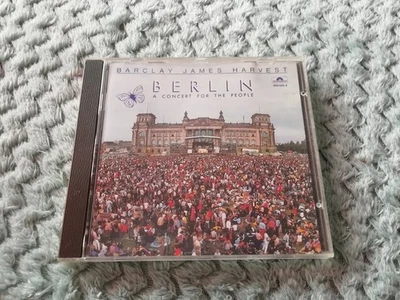 BARCLAY JAMES HARVEST
BERLIN
A CONCERT FOR THE PEOPLE